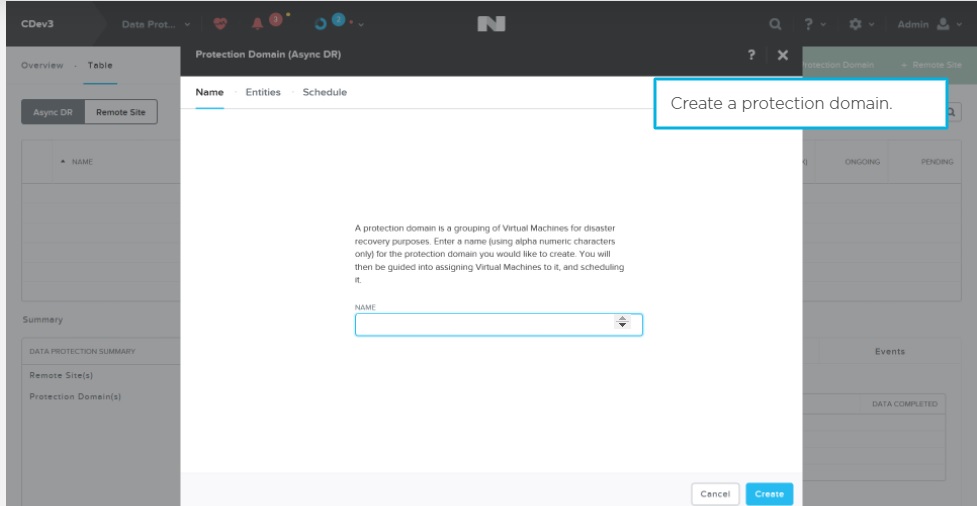 CDev3
Data Prot...
3
2
?
Admin
Overview · Table
Protection Domain (Async DR)
?
Protection Domain
+ Remote Site
Name · Entities · Schedule
Create a protection domain.
Async DR
Remote Site
NAME
ONGOING
PENDING
A protection domain is a grouping of Virtual Machines for disaster
recovery purposes. Enter a name (using alpha numeric characters
only) for the protection domain you would like to create. You will
then be guided into assigning Virtual Machines to it, and scheduling
it.
NAME
Summary
DATA PROTECTION SUMMARY
Events
Remote Site(s)
Protection Domain(s)
DATA COMPLETED
Cancel
Create